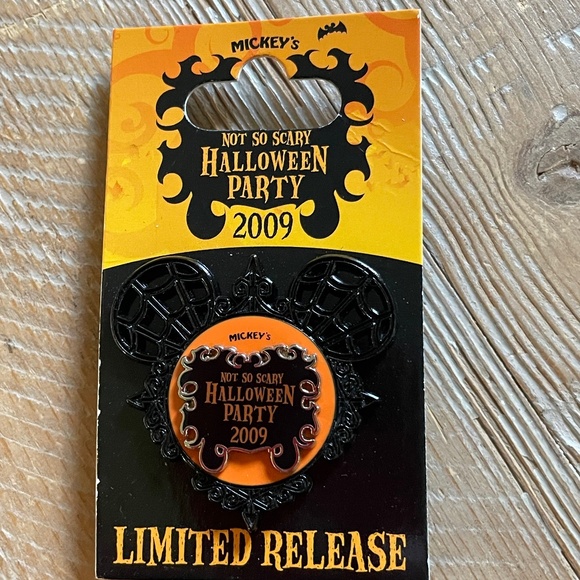 MICKEY's
NOT SO SCARY
HALLOWEEN
PARTY
2009
MICKEY's
NOT SO SCARY
HALLOWEEN
PARTY
2009
LIMITED RELEASE